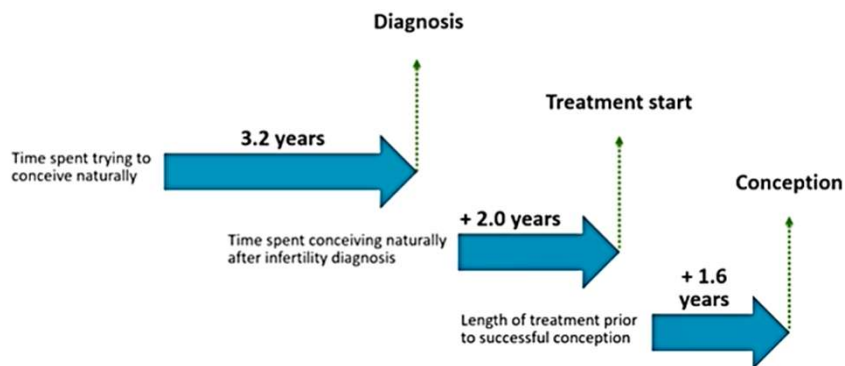 Diagnosis
Treatment start
3.2 years
Time spent trying to
conceive naturally
Conception
+ 2.0 years
Time spent conceiving naturally
after infertility diagnosis
+ 1.6
years
Length of treatment prior
to successful conception